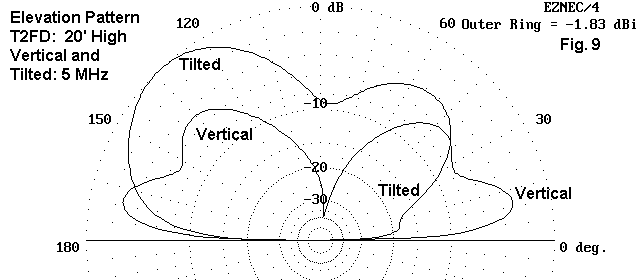 Elevation Pattern
T2FD: 20' High
Vertical and
Tilted: 5 MHz
0 dB
EZNEC/4
Outer Ring = -1.83 dBi
Fig. 9
120
60
Tilted
-10
150
Vertical
30
-20
Tilted
Vertical
-30
180
0 deg.